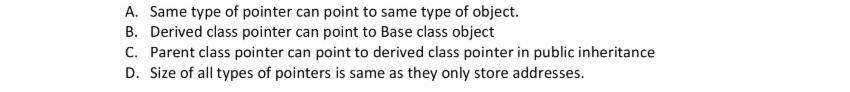 A. Same type of pointer can point to same type of object.
B. Derived class pointer can point to Base class object
C. Parent class pointer can point to derived class pointer in public inheritance
D. Size of all types of pointers is same as they only store addresses.